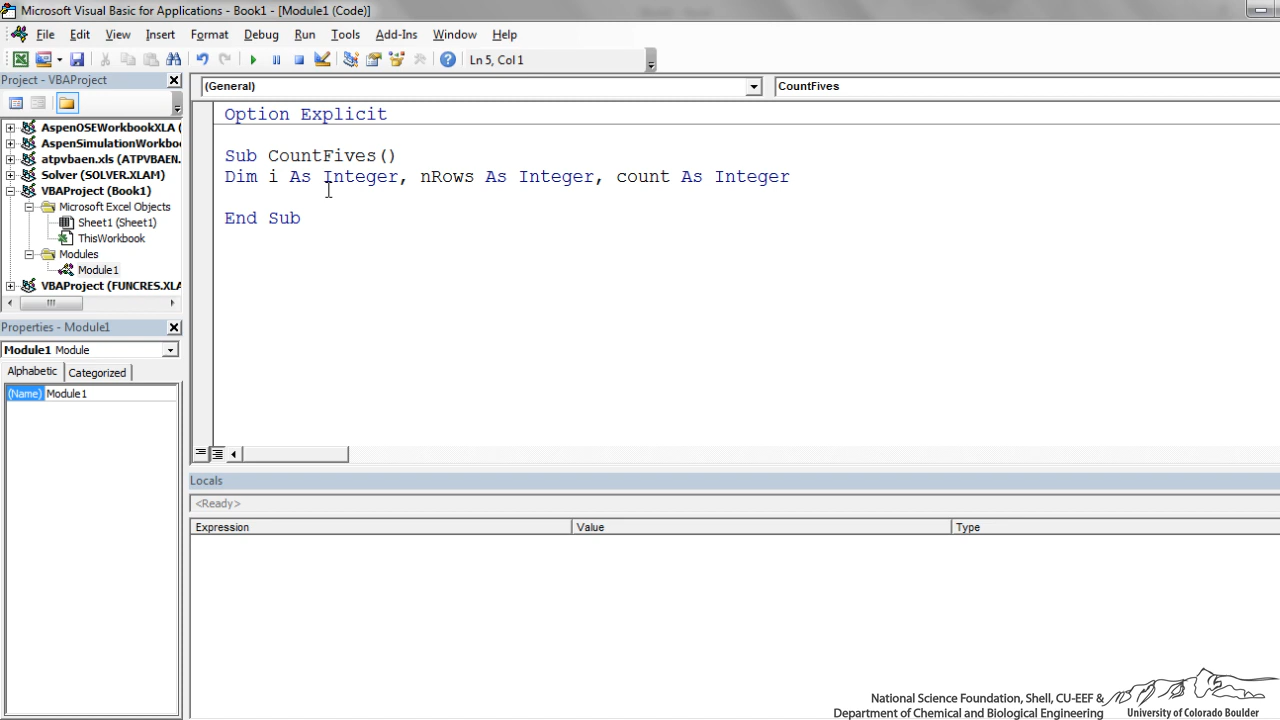 Microsoft Visual Basic for Applications - Book1 - [Module1 (Code)]
File Edit View Insert Format Debug Run Tools Add-Ins Window Help
Ln 5, Col 1
Project - VBAProject
(General)
CountFives
AspenOSEWorkbookXLA (
AspenSimulationWorkbo
atpvbaen.xls (ATPVBAEN.
Solver (SOLVER.XLAM)
VBAProject (Book1)
Microsoft Excel Objects
Sheet1 (Sheet1)
ThisWorkbook
Modules
Module1
VBAProject (FUNCRES.XLA
Option Explicit
Sub CountFives()
Dim i As Integer, nRows As Integer, count As Integer
End Sub
Properties - Module1
Module1 Module
Alphabetic Categorized
(Name) Module1
Locals
<Ready>
Expression Value Type
National Science Foundation, Shell, CU-EEF &
Department of Chemical and Biological Engineering
University of Colorado Boulder